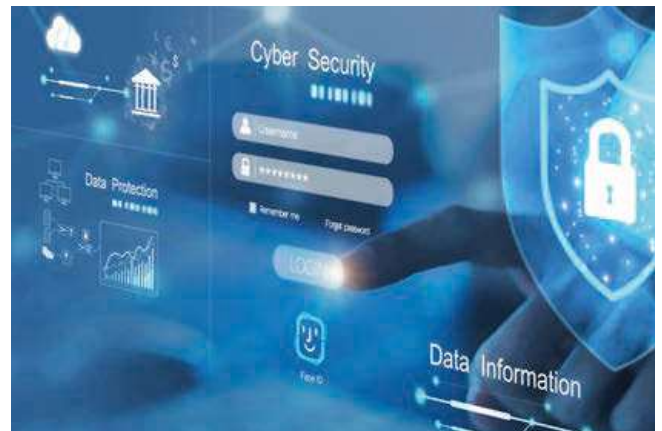 Cyber Security
Username
********
Remember me
Forgot password
LOGIN
Face ID
Data Protection
$
Data Information